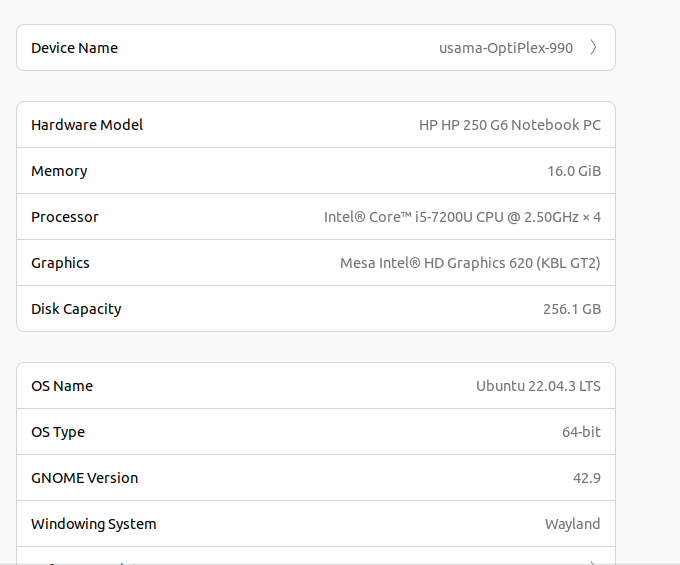 Device Name usama-OptiPlex-990
Hardware Model HP HP 250 G6 Notebook PC
Memory 16.0 GiB
Processor Intel® Core™ i5-7200U CPU @ 2.50GHz × 4
Graphics Mesa Intel® HD Graphics 620 (KBL GT2)
Disk Capacity 256.1 GB
OS Name Ubuntu 22.04.3 LTS
OS Type 64-bit
GNOME Version 42.9
Windowing System Wayland